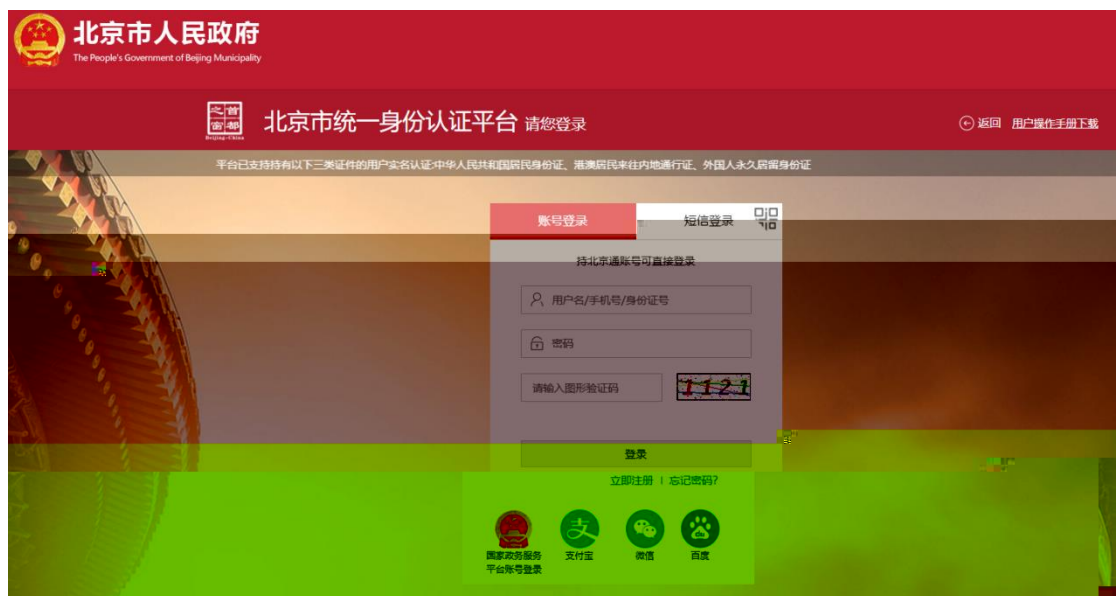 北京市人民政府
The People's Government of Beijing Municipality
首都之窗
Beijing-China
北京市统一身份认证平台 请您登录
返回 用户操作手册下载
平台已支持持有以下三类证件的用户实名认证:中华人民共和国居民身份证、港澳居民来往内地通行证、外国人永久居留身份证
账号登录 短信登录
持北京通账号可直接登录
用户名/手机号/身份证号
密码
请输入图形验证码 1121
登录
立即注册 | 忘记密码?
国家政务服务平台账号登录 支付宝 微信 百度